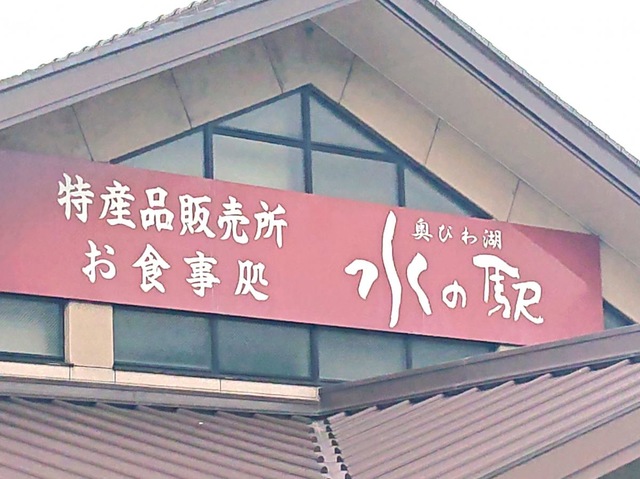 特産品販売所
お食事処
奥びわ湖
水の駅